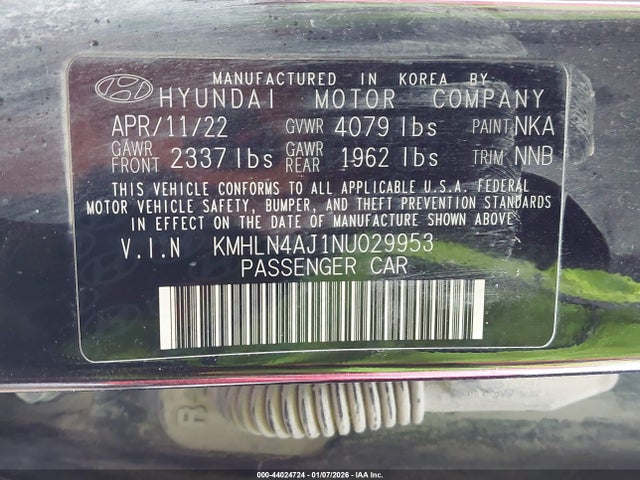 MANUFACTURED IN KOREA BY
HYUNDAI MOTOR COMPANY
APR/11/22 GVWR 4079 lbs PAINT NKA
GAWR FRONT 2337 lbs GAWR REAR 1962 lbs TRIM NNB
THIS VEHICLE CONFORMS TO ALL APPLICABLE U.S.A. FEDERAL
MOTOR VEHICLE SAFETY, BUMPER, AND THEFT PREVENTION STANDARDS
IN EFFECT ON THE DATE OF MANUFACTURE SHOWN ABOVE
V.I.N KMHLN4AJ1NU029953
PASSENGER CAR
000-44024724 - 01/07/2026 - IAA Inc.